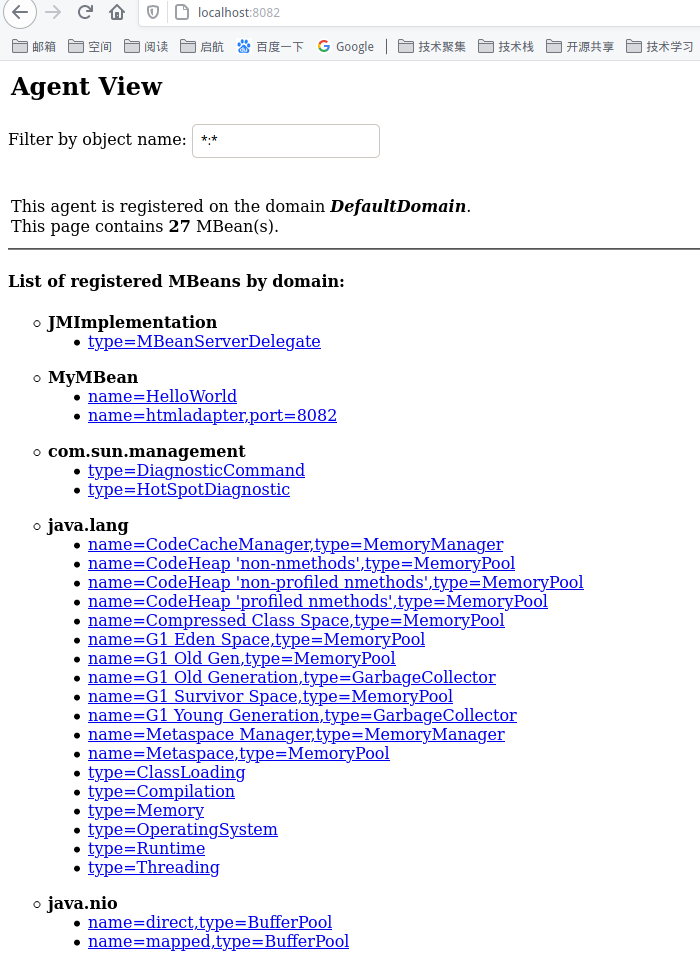 localhost:8082
邮箱 空间 阅读 启航 百度一下 Google 技术聚集 技术栈 开源共享 技术学习
Agent View
Filter by object name: *:*
This agent is registered on the domain DefaultDomain.
This page contains 27 MBean(s).
List of registered MBeans by domain:
JMImplementation
type=MBeanServerDelegate
MyMBean
name=HelloWorld
name=htmladapter,port=8082
com.sun.management
type=DiagnosticCommand
type=HotSpotDiagnostic
java.lang
name=CodeCacheManager,type=MemoryManager
name=CodeHeap 'non-nmethods',type=MemoryPool
name=CodeHeap 'non-profiled nmethods',type=MemoryPool
name=CodeHeap 'profiled nmethods',type=MemoryPool
name=Compressed Class Space,type=MemoryPool
name=G1 Eden Space,type=MemoryPool
name=G1 Old Gen,type=MemoryPool
name=G1 Old Generation,type=GarbageCollector
name=G1 Survivor Space,type=MemoryPool
name=G1 Young Generation,type=GarbageCollector
name=Metaspace Manager,type=MemoryManager
name=Metaspace,type=MemoryPool
type=ClassLoading
type=Compilation
type=Memory
type=OperatingSystem
type=Runtime
type=Threading
java.nio
name=direct,type=BufferPool
name=mapped,type=BufferPool